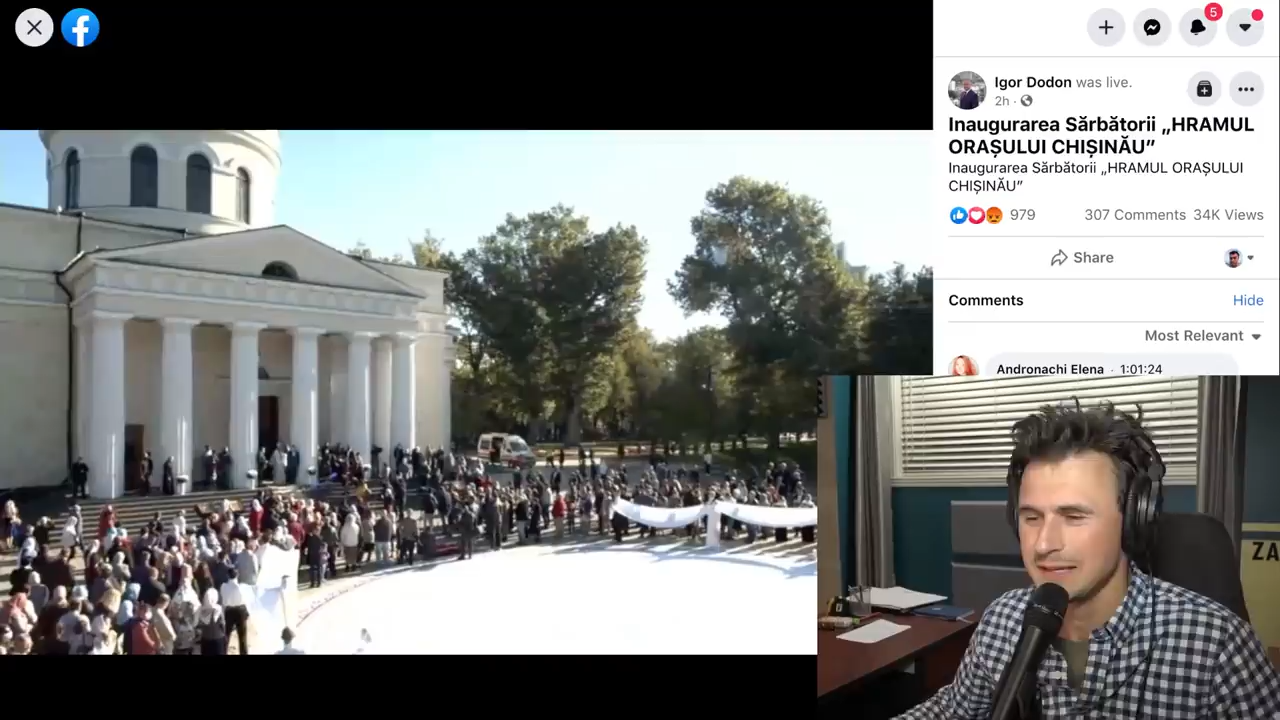 5
Igor Dodon was live.
2h ·
Inaugurarea Sărbătorii „HRAMUL
ORAȘULUI CHIȘINĂU”
Inaugurarea Sărbătorii „HRAMUL ORAȘULUI
CHIȘINĂU”
979 307 Comments 34K Views
Share
Comments Hide
Most Relevant
Andronachi Elena · 1:01:24
ZA